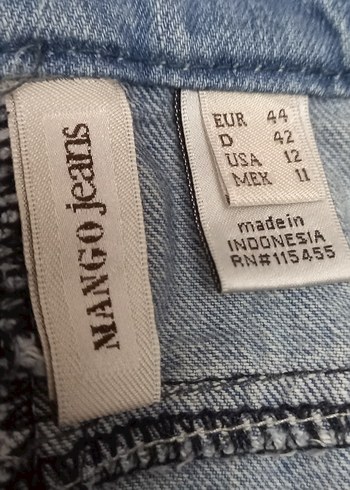 MANGO jeans
EUR 44
D 42
USA 12
MEX 11
made in
INDONESIA
RN#115455